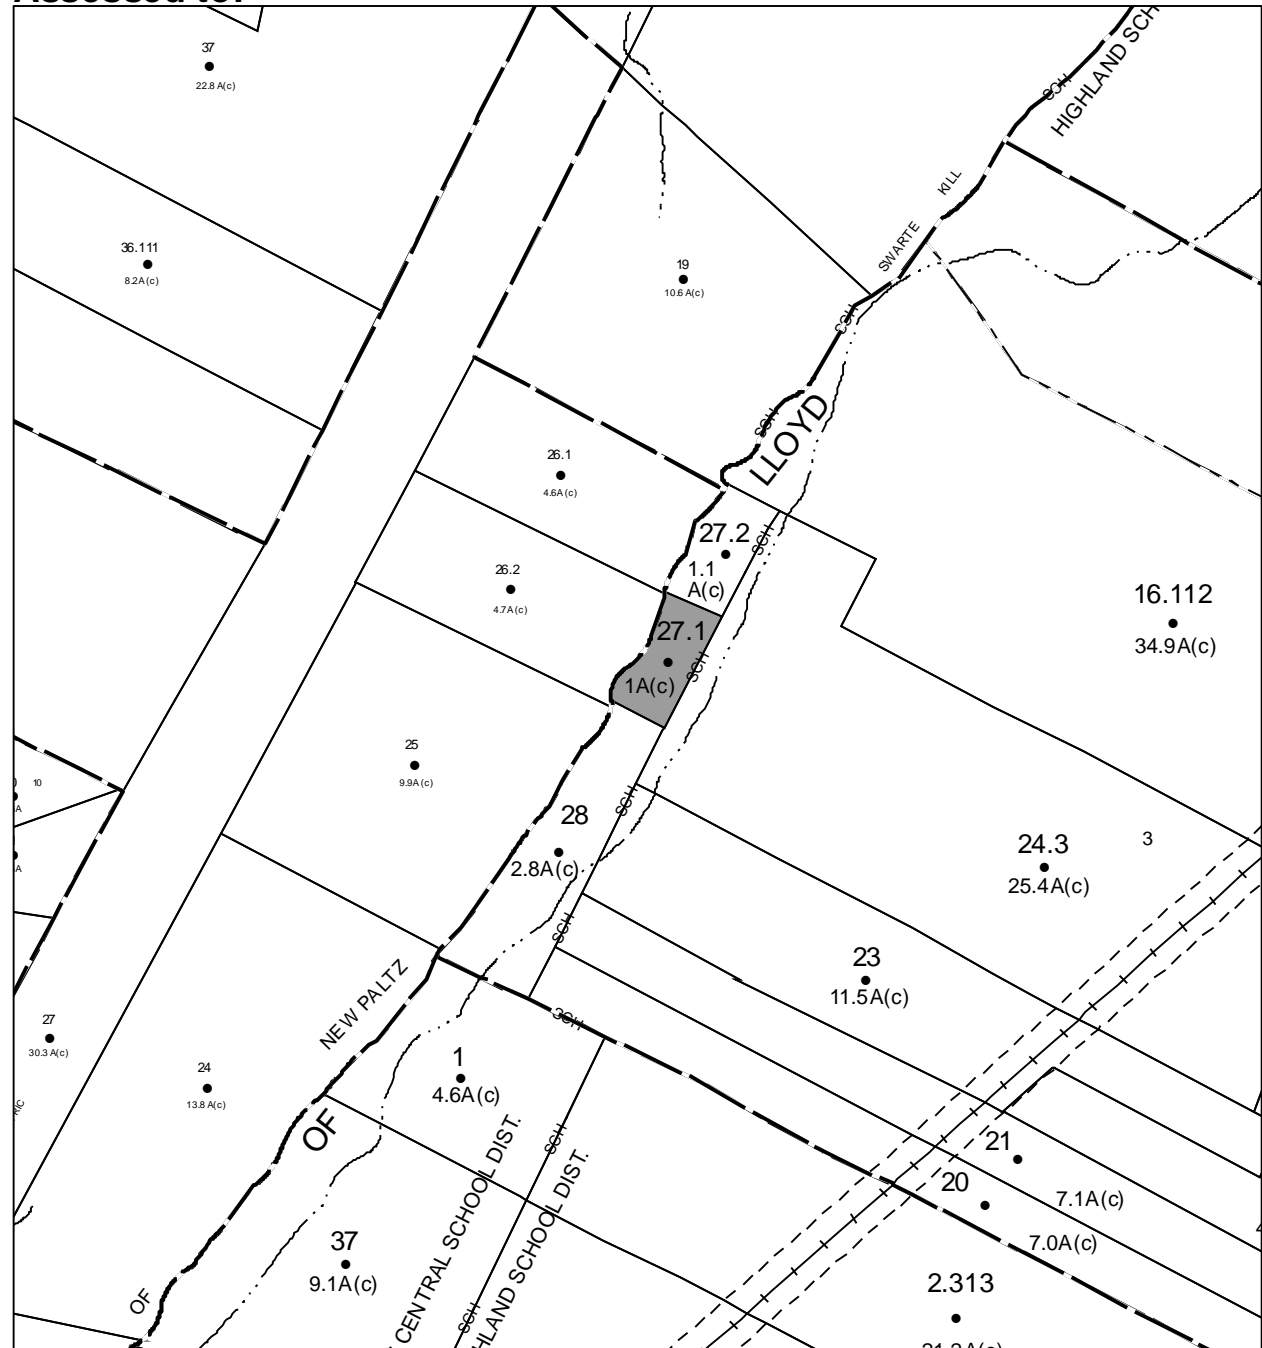 Assessed to:
37
22.8 A(c)
HIGHLAND SCH
SCH
KILL
SWARTE
36.111
8.2A(c)
19
10.6 A(c)
SCH
SCH
LLOYD
26.1
4.6A(c)
27.2
SCH
1.1
A(c)
26.2
4.7A(c)
16.112
34.9A(c)
27.1
SCH
1A(c)
25
9.9A(c)
10
A
SCH
28
2.8A(c)
A
24.3
3
25.4A(c)
SCH
23
11.5A(c)
NEW PALTZ
SCH
27
30.3 A(c)
1
4.6A(c)
24
13.8 A(c)
RIC
OF
SCH
21
20
7.1A(c)
7.0A(c)
37
9.1A(c)
CENTRAL SCHOOL DIST.
HLAND SCHOOL DIST.
SCH
OF
2.313